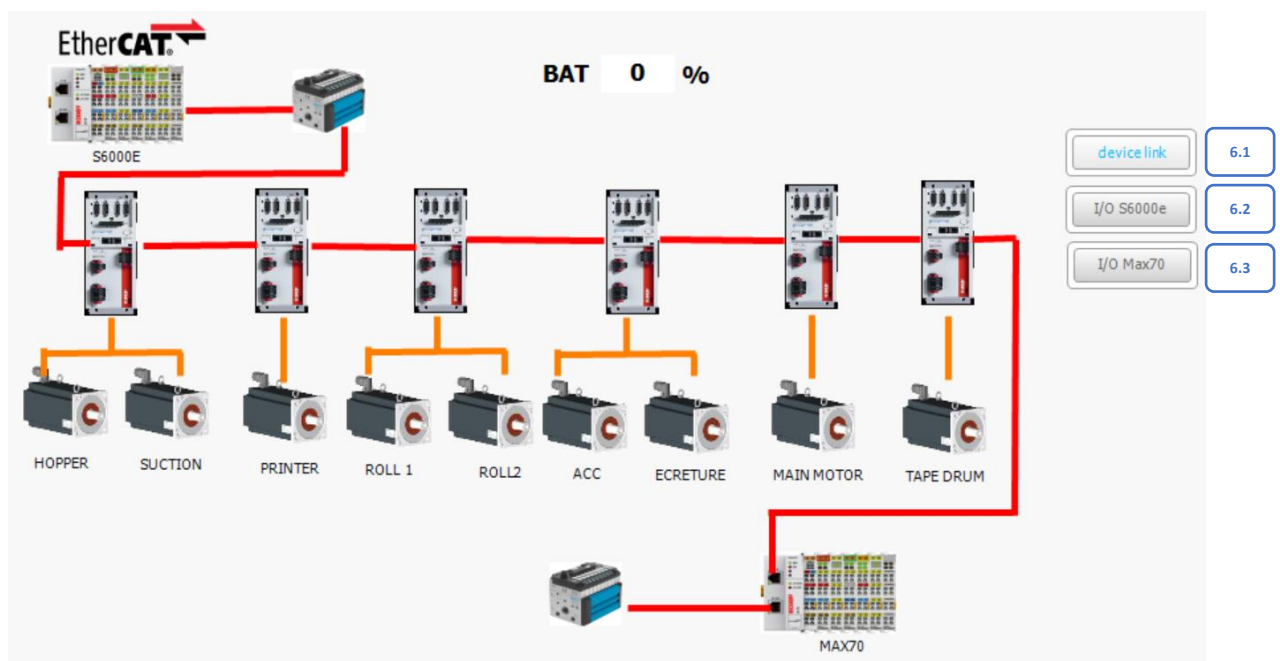 EtherCAT®
BAT 0 %
S6000E
device link
6.1
I/O S6000e
6.2
I/O Max70
6.3
HOPPER
SUCTION
PRINTER
ROLL 1
ROLL2
ACC
ECRETURE
MAIN MOTOR
TAPE DRUM
MAX70